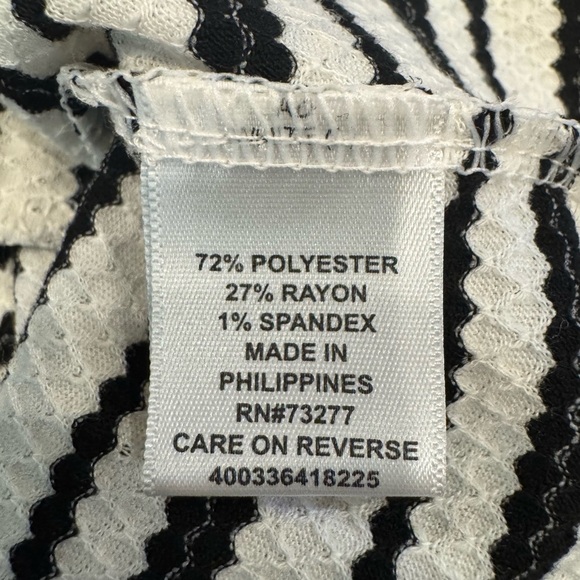 72% POLYESTER
27% RAYON
1% SPANDEX
MADE IN
PHILIPPINES
RN#73277
CARE ON REVERSE
400336418225